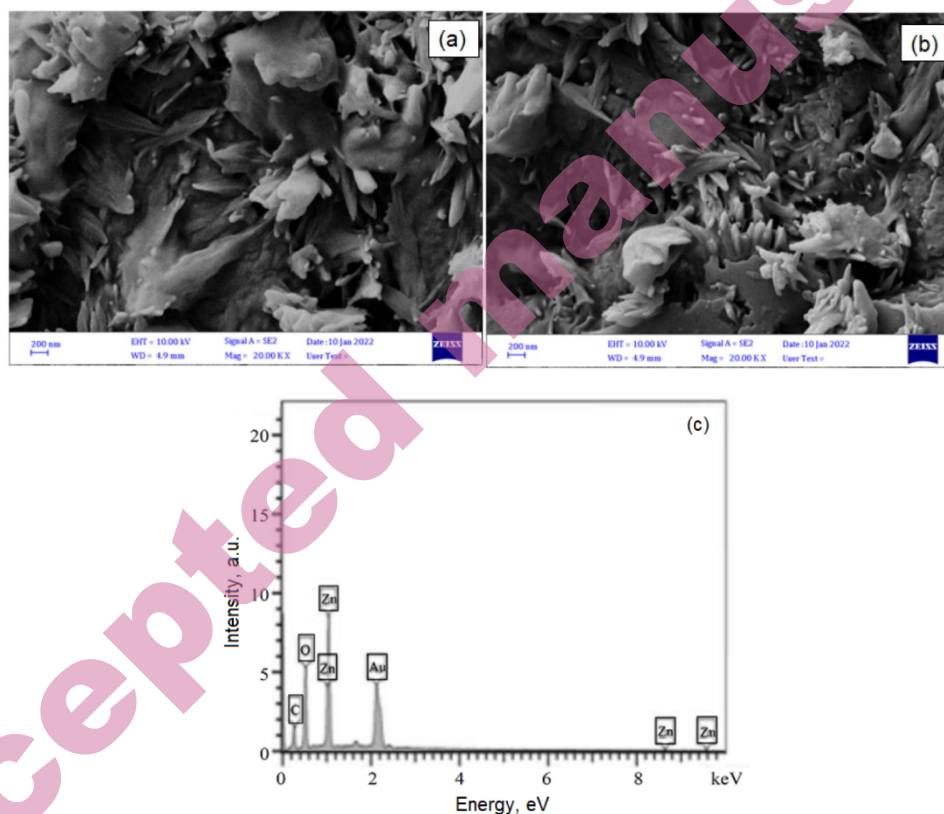 (a)
200 nm
EHT = 10.00 kV
Signal A = SE2
Date :10 Jan 2022
WD = 4.9 mm
Mag = 20.00 K X
User Text =
ZEISS
(b)
200 nm
EHT = 10.00 kV
Signal A = SE2
Date :10 Jan 2022
WD = 4.9 mm
Mag = 20.00 K X
User Text =
ZEISS
(c)
20
15
10
5
0
Intensity, a.u.
C
O
Zn
Zn
Au
Zn
Zn
0 2 4 6 8 keV
Energy, eV
cepted manus